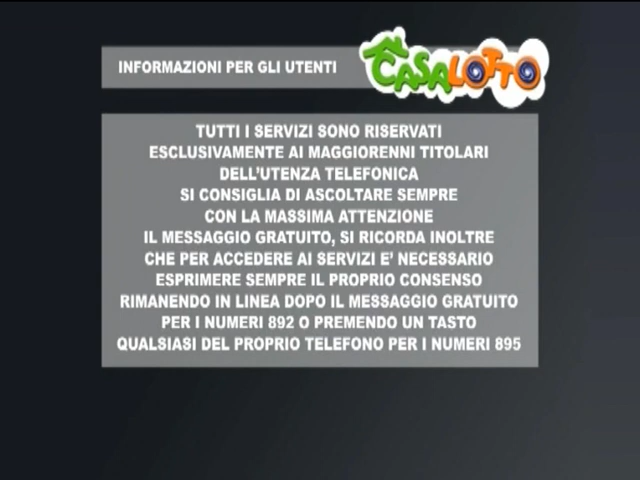 INFORMAZIONI PER GLI UTENTI
CASALOTTO
TUTTI I SERVIZI SONO RISERVATI
ESCLUSIVAMENTE AI MAGGIORENNI TITOLARI
DELL'UTENZA TELEFONICA
SI CONSIGLIA DI ASCOLTARE SEMPRE
CON LA MASSIMA ATTENZIONE
IL MESSAGGIO GRATUITO, SI RICORDA INOLTRE
CHE PER ACCEDERE AI SERVIZI E' NECESSARIO
ESPRIMERE SEMPRE IL PROPRIO CONSENSO
RIMANENDO IN LINEA DOPO IL MESSAGGIO GRATUITO
PER I NUMERI 892 O PREMENDO UN TASTO
QUALSIASI DEL PROPRIO TELEFONO PER I NUMERI 895